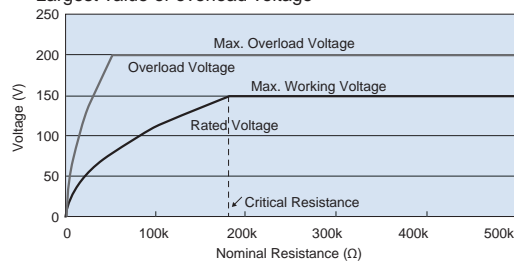 Largest value of overload voltage
250
200
150
100
50
0
Voltage (V)
Max. Overload Voltage
Overload Voltage
Max. Working Voltage
Rated Voltage
Critical Resistance
0 100k 200k 300k 400k 500k
Nominal Resistance (Ω)